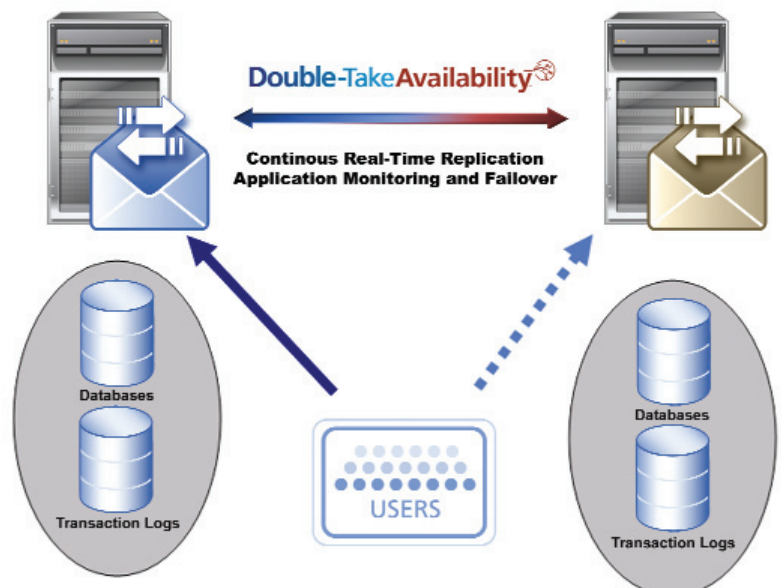 Double-TakeAvailability
Continous Real-Time Replication
Application Monitoring and Failover
Databases
Transaction Logs
USERS
Databases
Transaction Logs